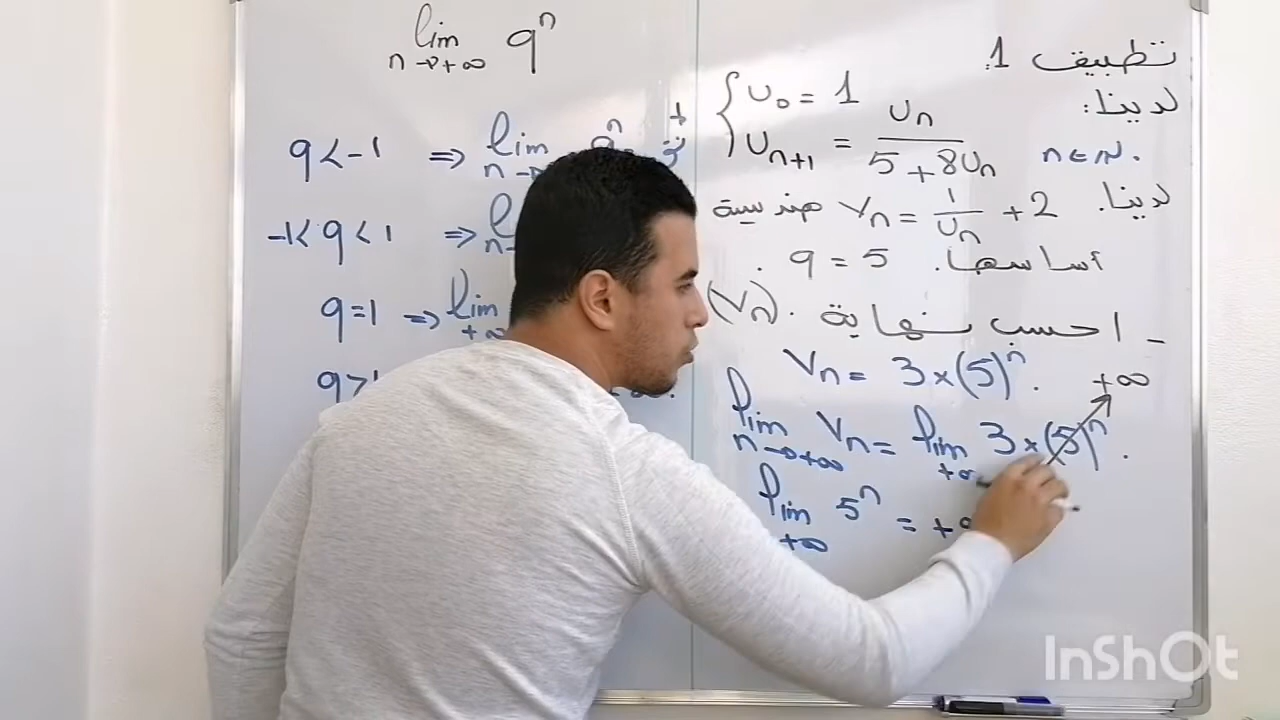 lim qⁿ
n→+∞
q<-1 ⇒ lim qⁿ
-1<q<1 ⇒
q=1 ⇒ lim
+∞
q>1
+∞.
تطبيق 1.
لدينا:
{ U₀ = 1
Uₙ₊₁ = Uₙ / (5+8Uₙ) n∈ℕ.
لدينا. Vₙ = 1/Uₙ + 2 هندسية
أساسها. q = 5 .
- احسب نهاية (Vₙ).
Vₙ = 3×(5)ⁿ.
+∞
lim Vₙ = lim 3×(5)ⁿ.
n→+∞ +∞
lim 5ⁿ = +∞
+∞
InShOt